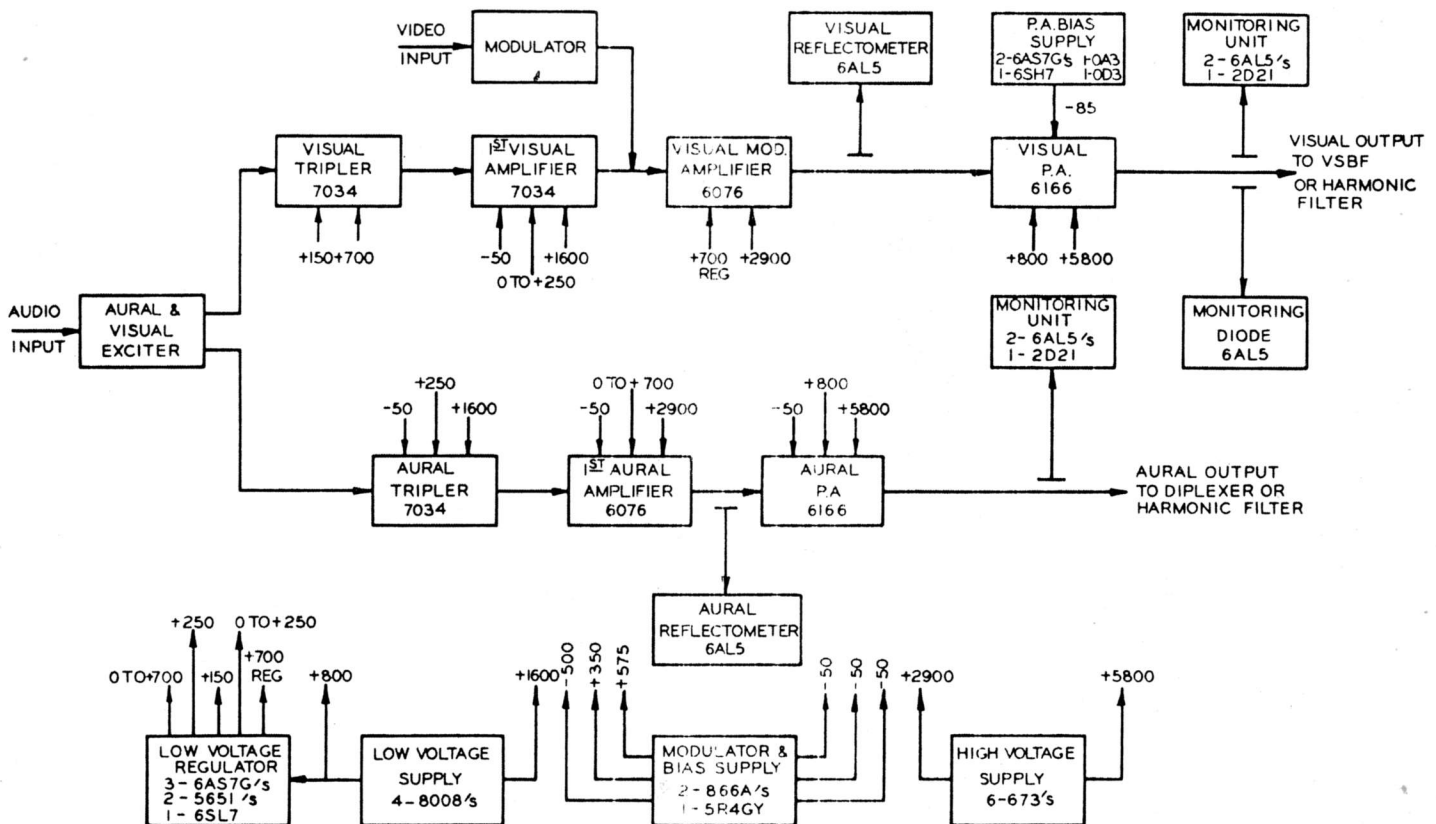 VIDEO
INPUT
MODULATOR
VISUAL
REFLECTOMETER
6AL5
P.A. BIAS
SUPPLY
2-6AS7G's 1-OA3
1-6SH7 1-OD3
-85
MONITORING
UNIT
2-6AL5's
1-2D21
VISUAL
TRIPLER
7034
+150+700
1ST VISUAL
AMPLIFIER
7034
-50
+1600
0 TO +250
VISUAL MOD.
AMPLIFIER
6076
+700
REG
+2900
VISUAL
P.A.
6166
+800
+5800
VISUAL OUTPUT
TO VSBF
OR HARMONIC
FILTER
AUDIO
INPUT
AURAL &
VISUAL
EXCITER
MONITORING
UNIT
2-6AL5's
1-2D21
MONITORING
DIODE
6AL5
+250
-50
+1600
AURAL
TRIPLER
7034
0 TO +700
-50
+2900
1ST AURAL
AMPLIFIER
6076
+800
-50
+5800
AURAL
P.A
6166
AURAL OUTPUT
TO DIPLEXER OR
HARMONIC FILTER
AURAL
REFLECTOMETER
6AL5
+250
0 TO+250
0 TO+700
+150
+700
REG
+800
+1600
-500
+350
+575
-50
-50
-50
+2900
+5800
LOW VOLTAGE
REGULATOR
3-6AS7G's
2-5651's
1-6SL7
LOW VOLTAGE
SUPPLY
4-8008's
MODULATOR &
BIAS SUPPLY
2-866A's
1-5R4GY
HIGH VOLTAGE
SUPPLY
6-673's